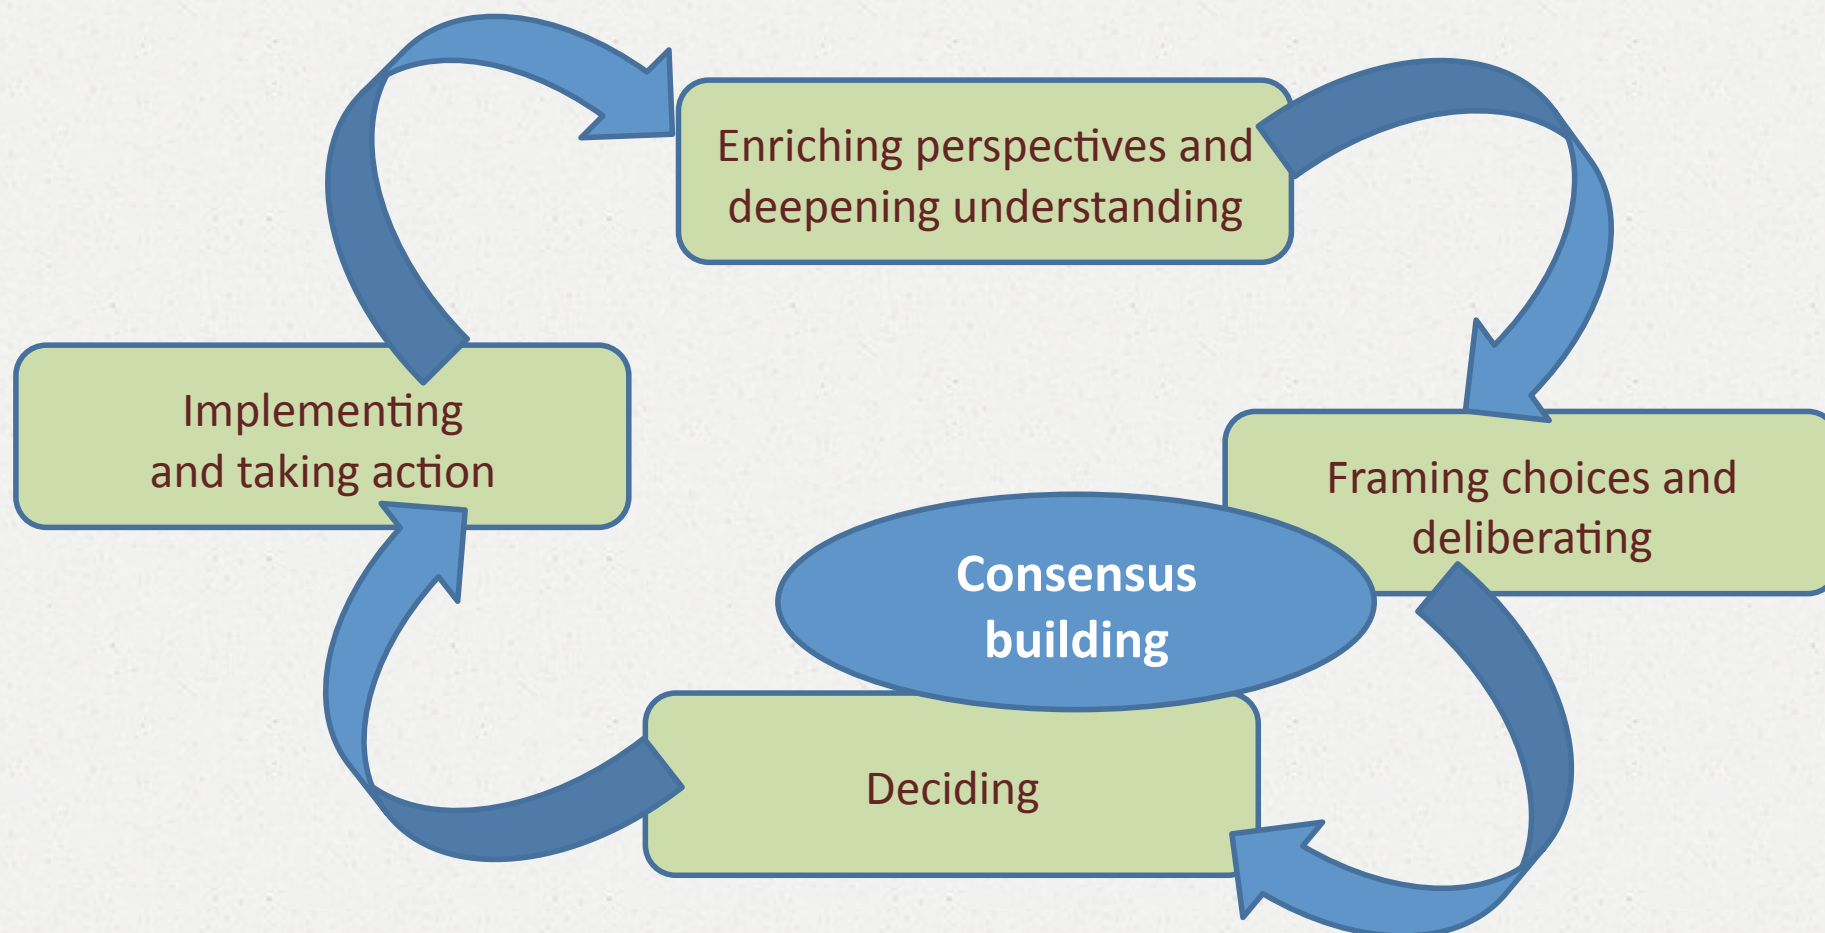 Enriching perspectives and
deepening understanding
Implementing
and taking action
Framing choices and
deliberating
Consensus
building
Deciding